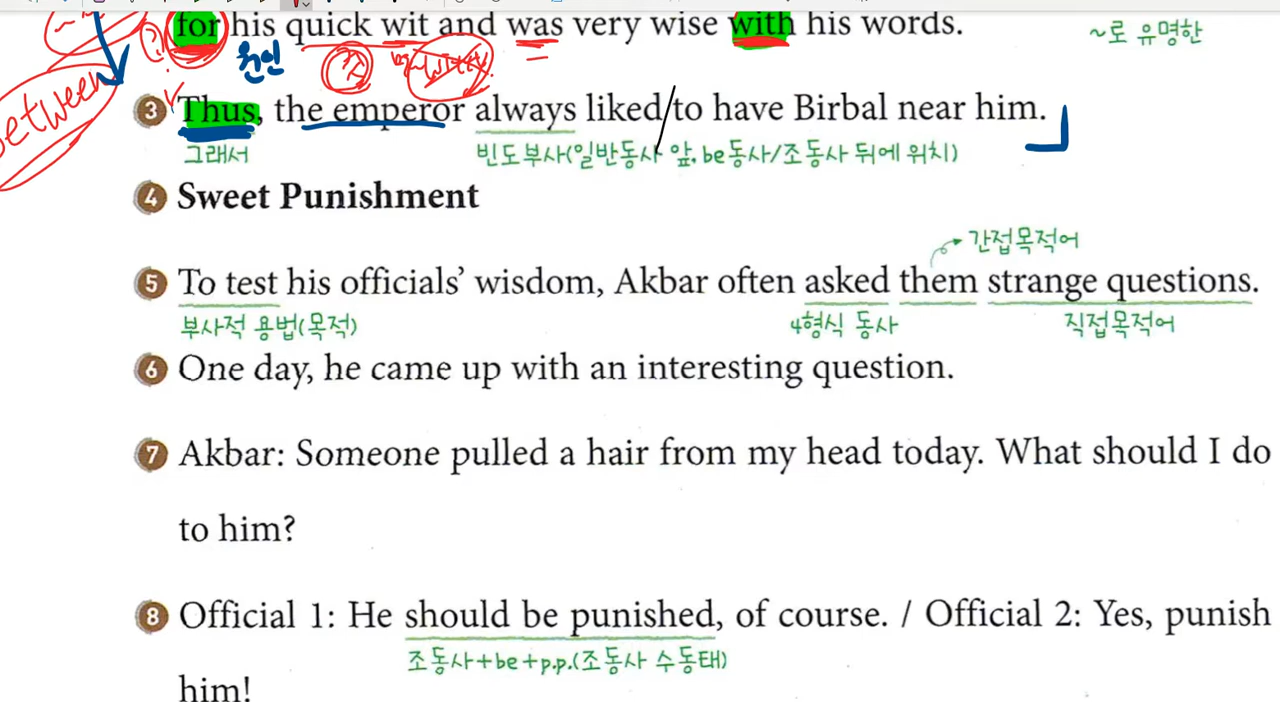 for his quick wit and was very wise with his words.
~로 유명한
원인
between
③ Thus, the emperor always liked/to have Birbal near him.
그래서
빈도부사(일반동사 앞, be동사/조동사 뒤에 위치)
④ Sweet Punishment
간접목적어
⑤ To test his officials’ wisdom, Akbar often asked them strange questions.
부사적 용법(목적)
4형식 동사
직접목적어
⑥ One day, he came up with an interesting question.
⑦ Akbar: Someone pulled a hair from my head today. What should I do
to him?
⑧ Official 1: He should be punished, of course. / Official 2: Yes, punish
조동사+be+p.p.(조동사 수동태)
him!